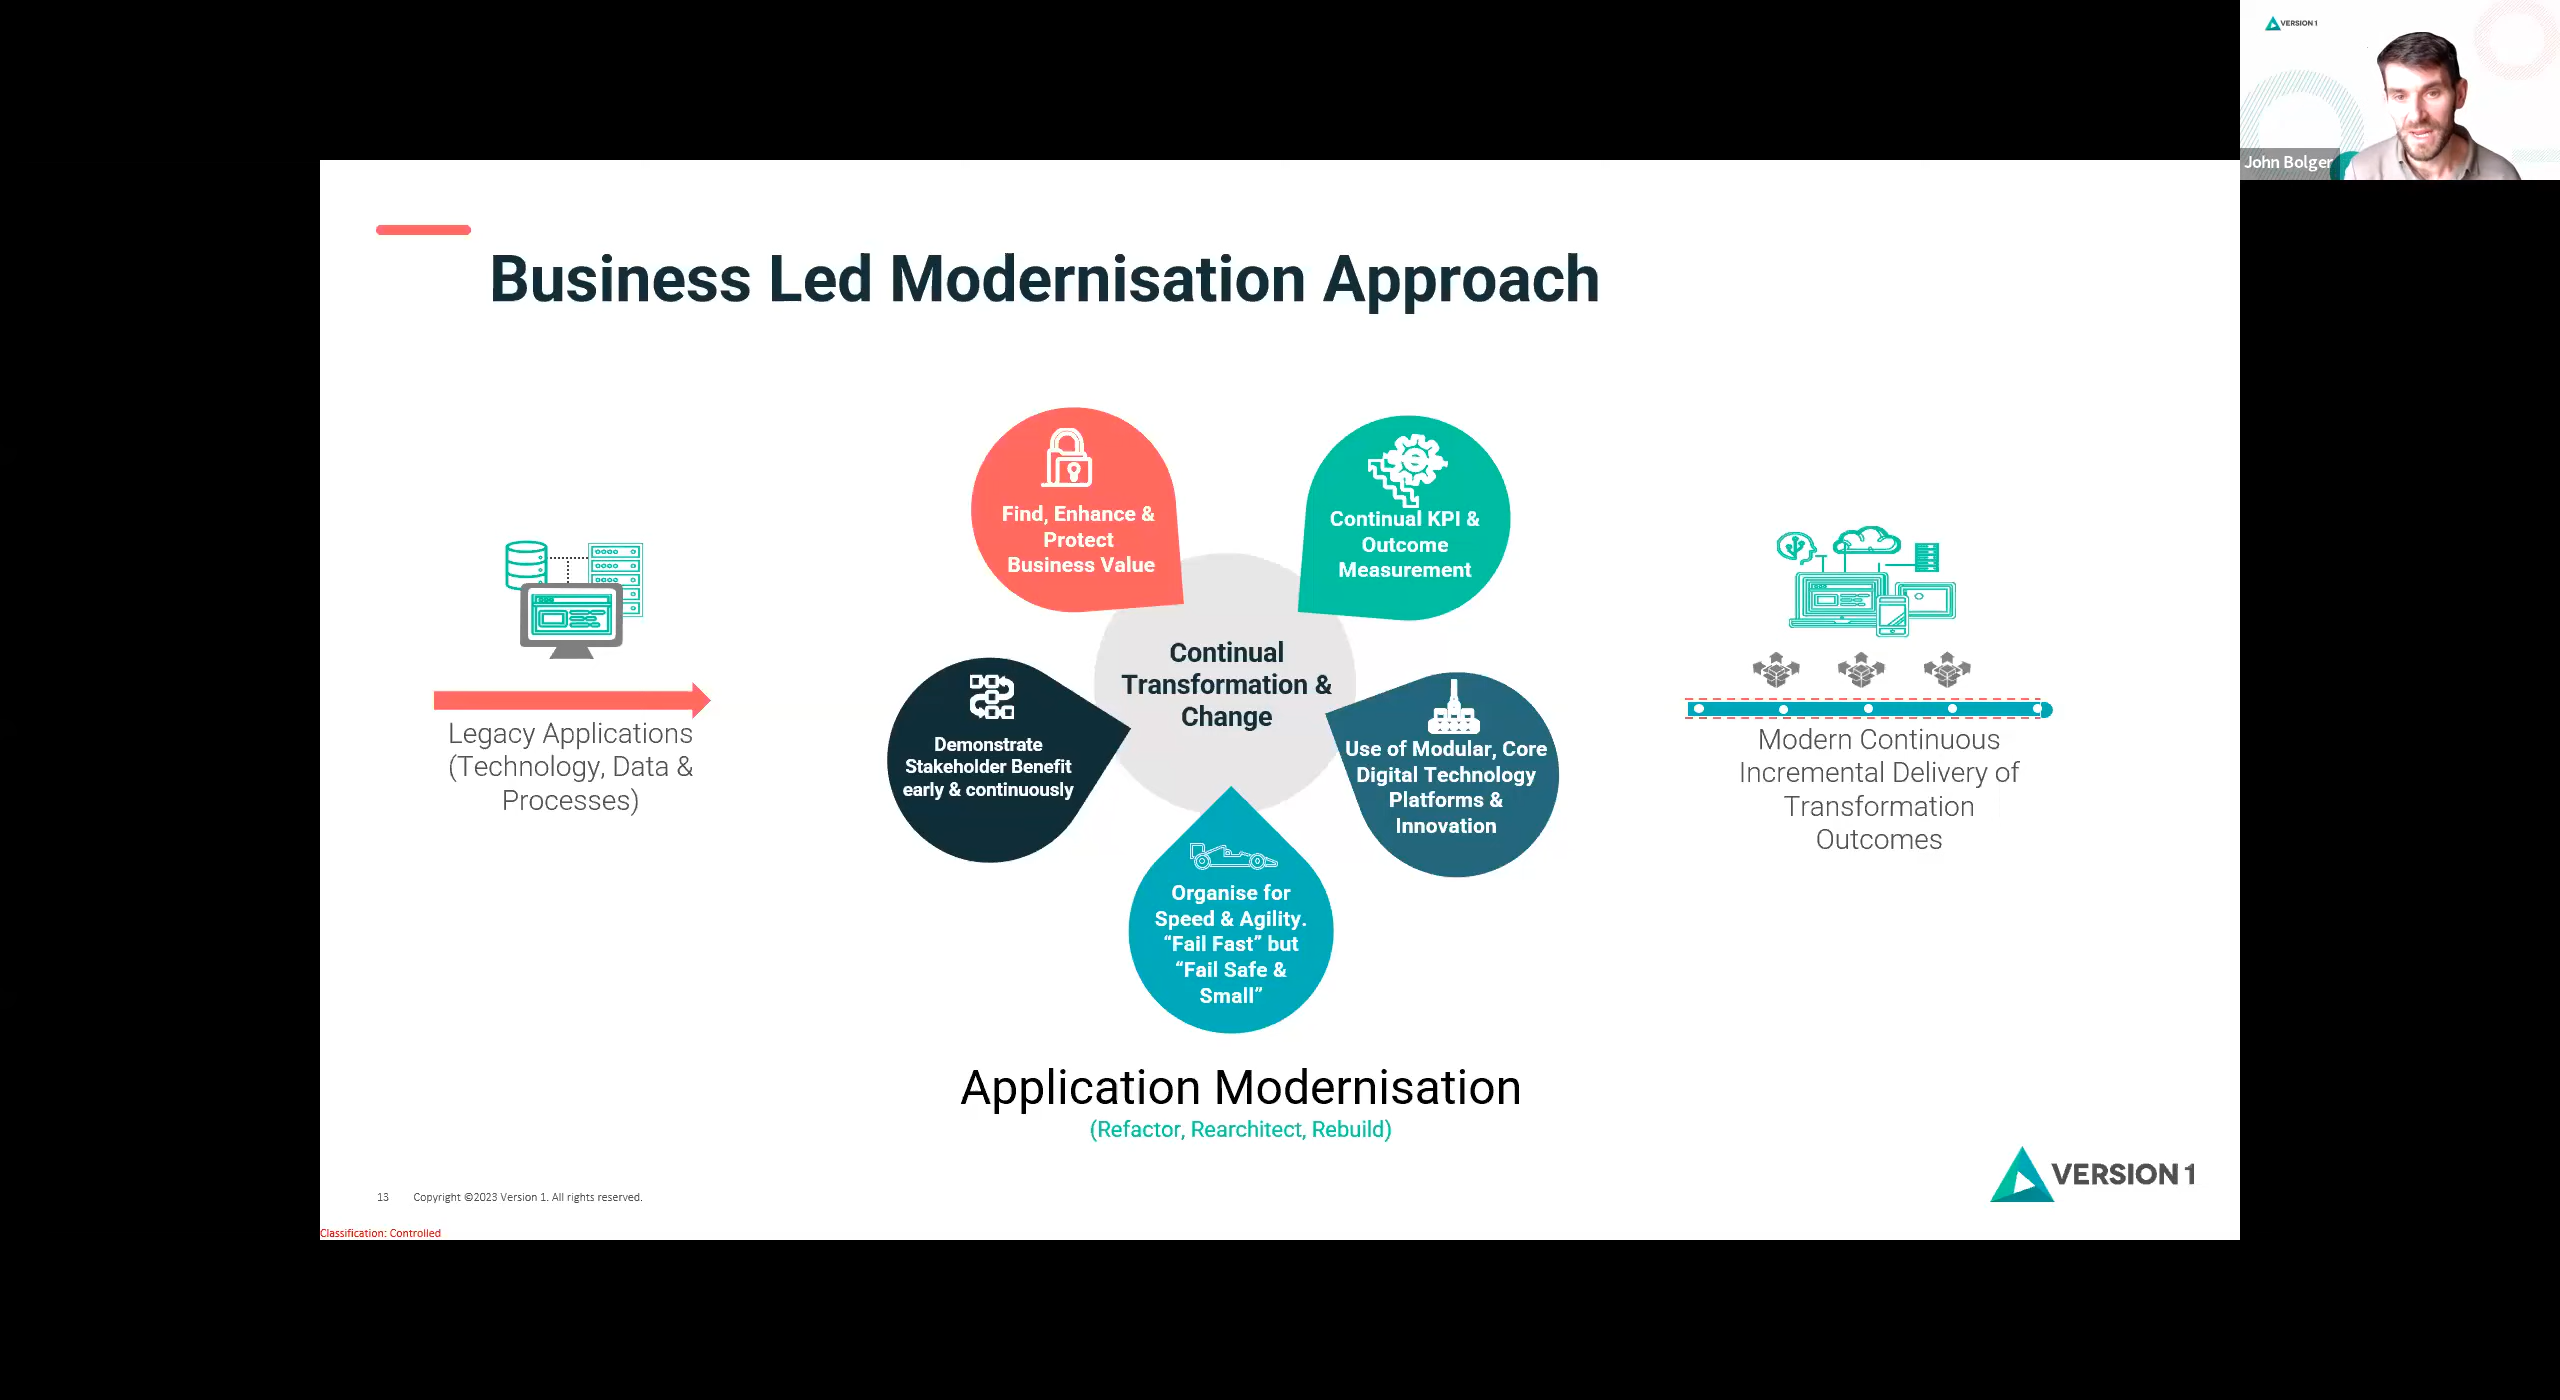 VERSION 1
John Bolger
Business Led Modernisation Approach
Find, Enhance &
Protect
Business Value
Continual KPI &
Outcome
Measurement
Continual
Transformation &
Change
Demonstrate
Stakeholder Benefit
early & continuously
Use of Modular, Core
Digital Technology
Platforms &
Innovation
Organise for
Speed & Agility.
“Fail Fast” but
“Fail Safe &
Small”
Legacy Applications
(Technology, Data &
Processes)
Modern Continuous
Incremental Delivery of
Transformation
Outcomes
Application Modernisation
(Refactor, Rearchitect, Rebuild)
13 Copyright ©2023 Version 1. All rights reserved.
VERSION 1
Classification: Controlled